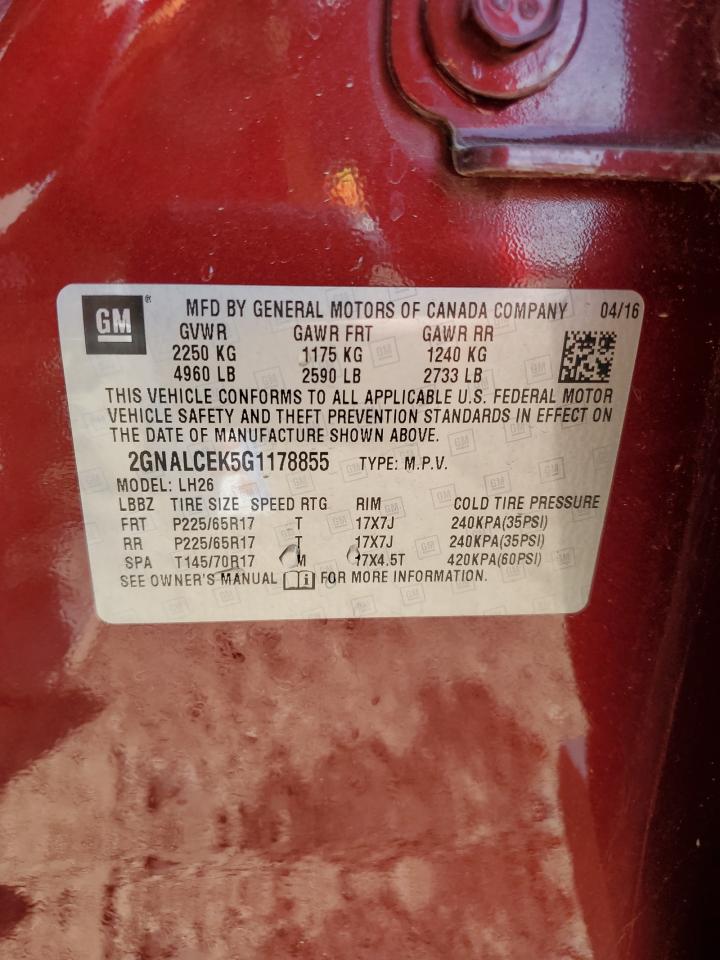 GM ® MFD BY GENERAL MOTORS OF CANADA COMPANY 04/16
GVWR GAWR FRT GAWR RR
2250 KG 1175 KG 1240 KG
4960 LB 2590 LB 2733 LB
THIS VEHICLE CONFORMS TO ALL APPLICABLE U.S. FEDERAL MOTOR
VEHICLE SAFETY AND THEFT PREVENTION STANDARDS IN EFFECT ON
THE DATE OF MANUFACTURE SHOWN ABOVE.
2GNALCEK5G1178855 TYPE: M.P.V.
MODEL: LH26
LBBZ TIRE SIZE SPEED RTG RIM COLD TIRE PRESSURE
FRT P225/65R17 T 17X7J 240KPA(35PSI)
RR P225/65R17 T 17X7J 240KPA(35PSI)
SPA T145/70R17 M 17X4.5T 420KPA(60PSI)
SEE OWNER'S MANUAL FOR MORE INFORMATION.